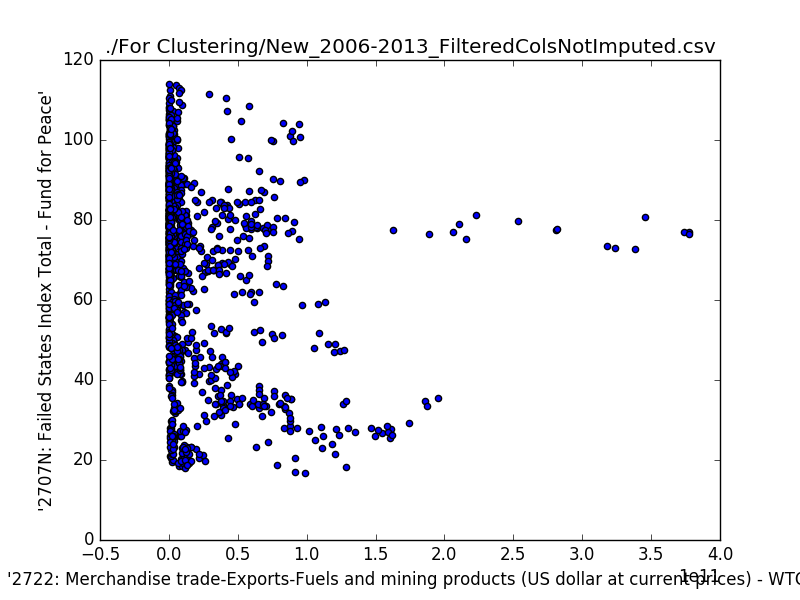 ./For Clustering/New_2006-2013_FilteredColsNotImputed.csv
120
100
80
60
40
20
0
'2707N: Failed States Index Total - Fund for Peace'
−0.5 0.0 0.5 1.0 1.5 2.0 2.5 3.0 3.5 4.0
1e11
'2722: Merchandise trade-Exports-Fuels and mining products (US dollar at current prices) - WTO